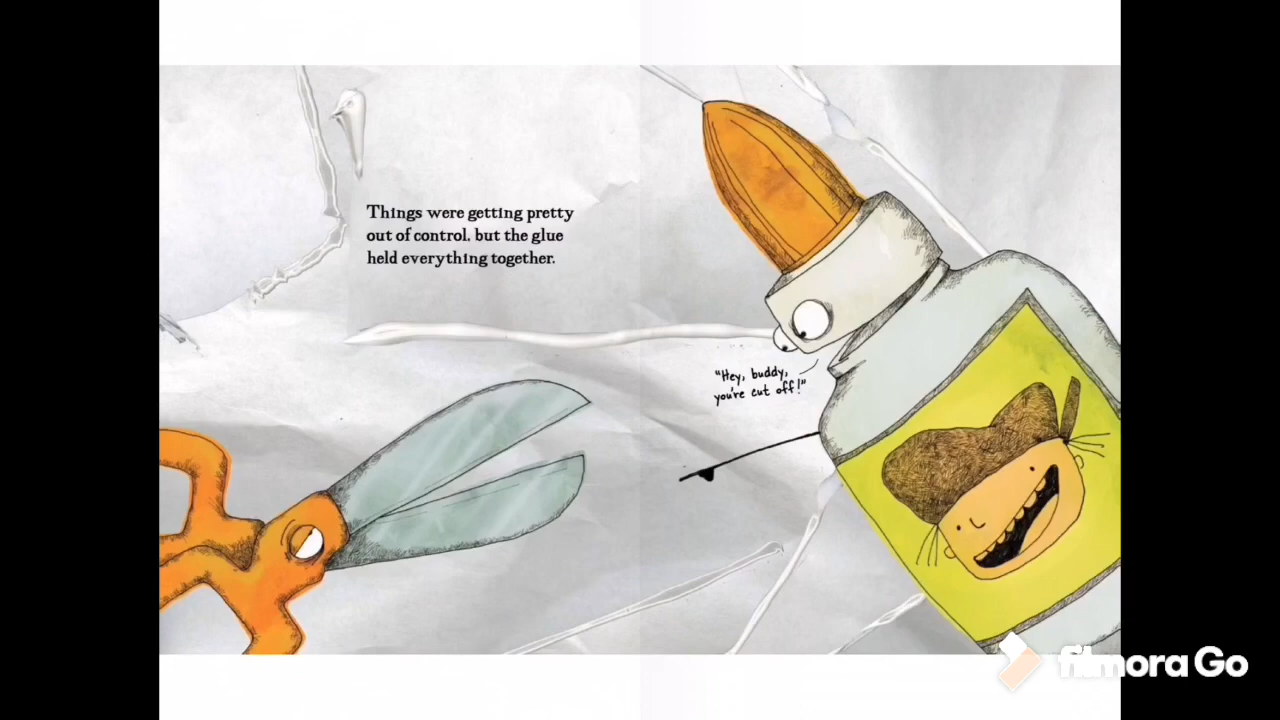 Things were getting pretty
out of control, but the glue
held everything together.
"Hey, buddy,
you're cut off!"
filmora Go